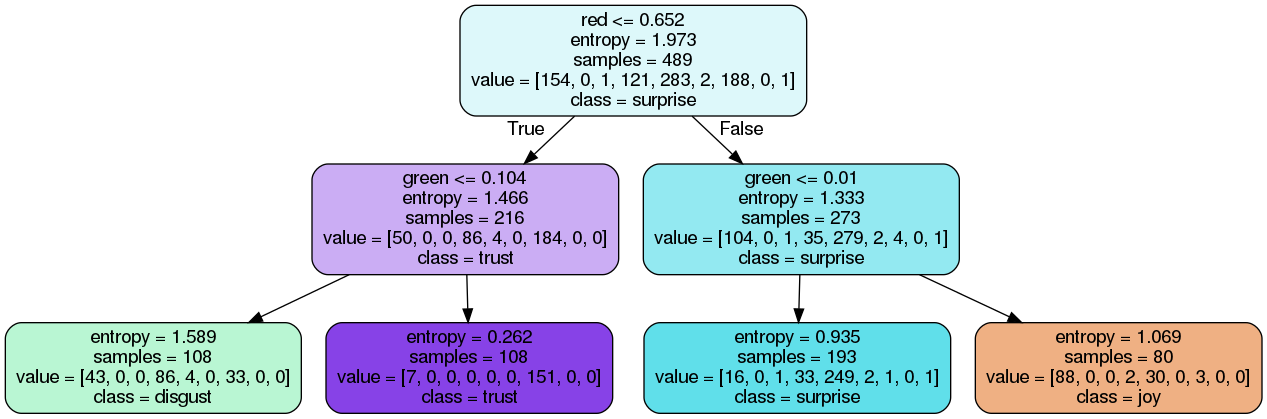 red <= 0.652
entropy = 1.973
samples = 489
value = [154, 0, 1, 121, 283, 2, 188, 0, 1]
class = surprise
True
False
green <= 0.104
entropy = 1.466
samples = 216
value = [50, 0, 0, 86, 4, 0, 184, 0, 0]
class = trust
green <= 0.01
entropy = 1.333
samples = 273
value = [104, 0, 1, 35, 279, 2, 4, 0, 1]
class = surprise
entropy = 1.589
samples = 108
value = [43, 0, 0, 86, 4, 0, 33, 0, 0]
class = disgust
entropy = 0.262
samples = 108
value = [7, 0, 0, 0, 0, 0, 151, 0, 0]
class = trust
entropy = 0.935
samples = 193
value = [16, 0, 1, 33, 249, 2, 1, 0, 1]
class = surprise
entropy = 1.069
samples = 80
value = [88, 0, 0, 2, 30, 0, 3, 0, 0]
class = joy